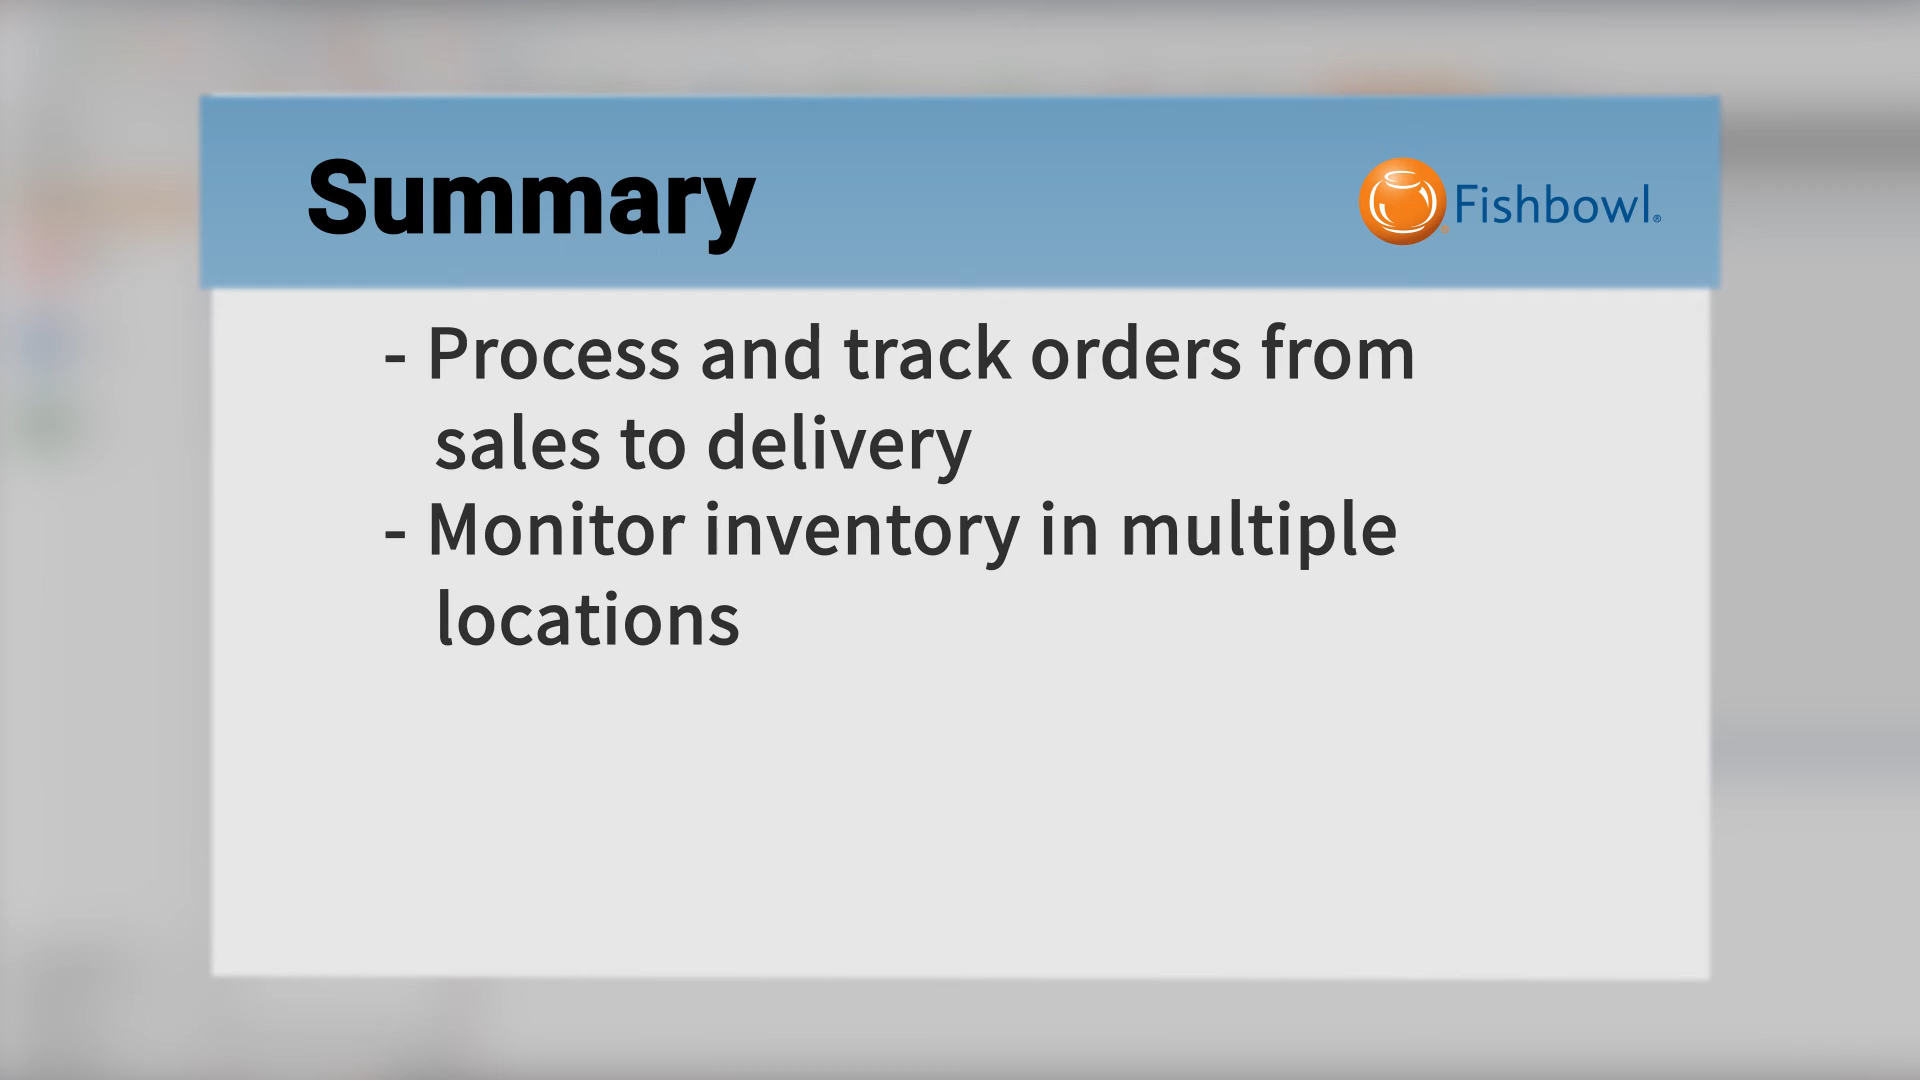 Summary
Fishbowl®
- Process and track orders from
sales to delivery
- Monitor inventory in multiple
locations